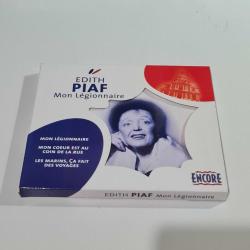 EDITH
PIAF
Mon Légionnaire
MON LÉGIONNAIRE
MON COEUR EST AU
COIN DE LA RUE
LES MARINS, ÇA FAIT
DES VOYAGES
ENCORE
EDITH PIAF Mon Légionnaire